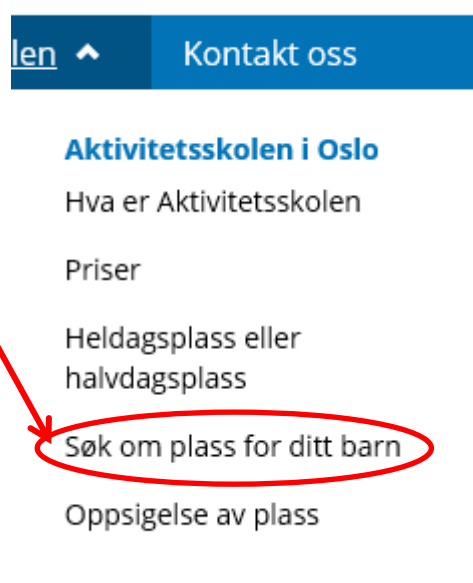 len Kontakt oss
Aktivitetsskolen i Oslo
Hva er Aktivitetsskolen
Priser
Heldagsplass eller
halvdagsplass
Søk om plass for ditt barn
Oppsigelse av plass